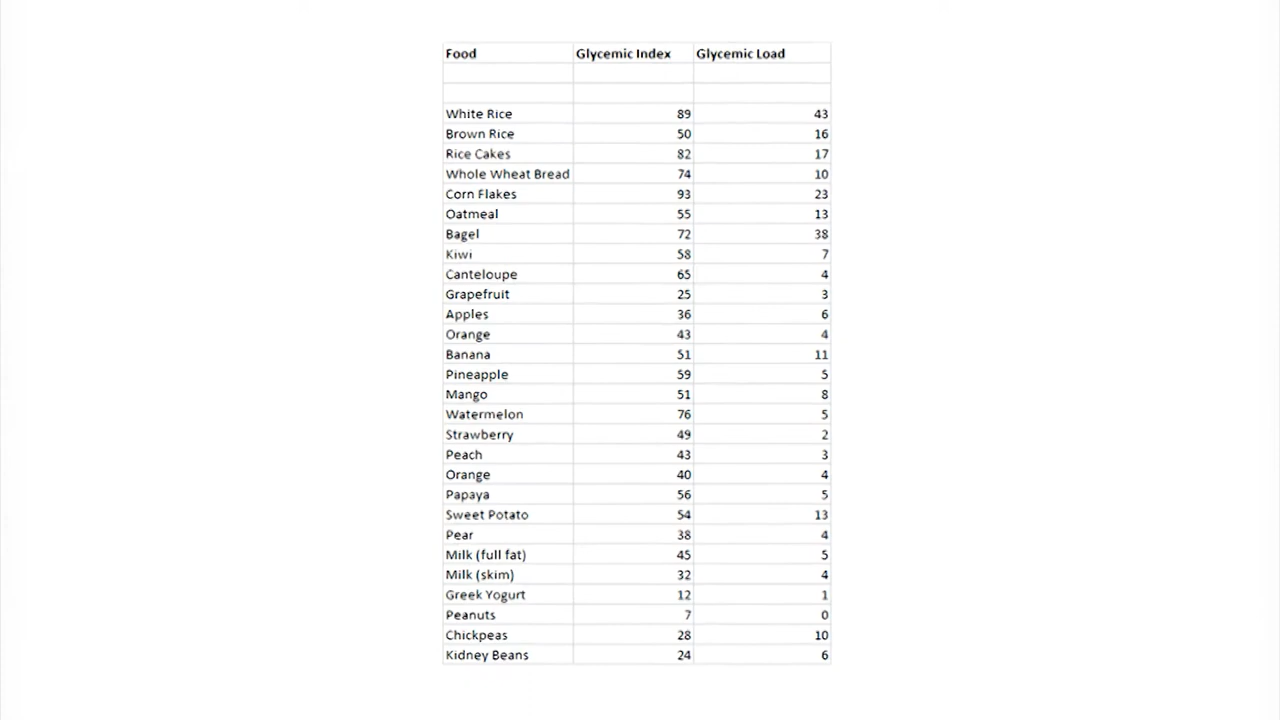 Food Glycemic Index Glycemic Load
White Rice 89 43
Brown Rice 50 16
Rice Cakes 82 17
Whole Wheat Bread 74 10
Corn Flakes 93 23
Oatmeal 55 13
Bagel 72 38
Kiwi 58 7
Canteloupe 65 4
Grapefruit 25 3
Apples 36 6
Orange 43 4
Banana 51 11
Pineapple 59 5
Mango 51 8
Watermelon 76 5
Strawberry 49 2
Peach 43 3
Orange 40 4
Papaya 56 5
Sweet Potato 54 13
Pear 38 4
Milk (full fat) 45 5
Milk (skim) 32 4
Greek Yogurt 12 1
Peanuts 7 0
Chickpeas 28 10
Kidney Beans 24 6